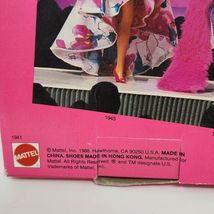 1943
1941
MATTEL
© Mattel, Inc. 1988, Hawthorne, CA 90250 U.S.A. MADE IN
CHINA. SHOES MADE IN HONG KONG. Manufactured for
Mattel. All Rights Reserved. ® and ™ designate U.S.
trademarks of Mattel, Inc.